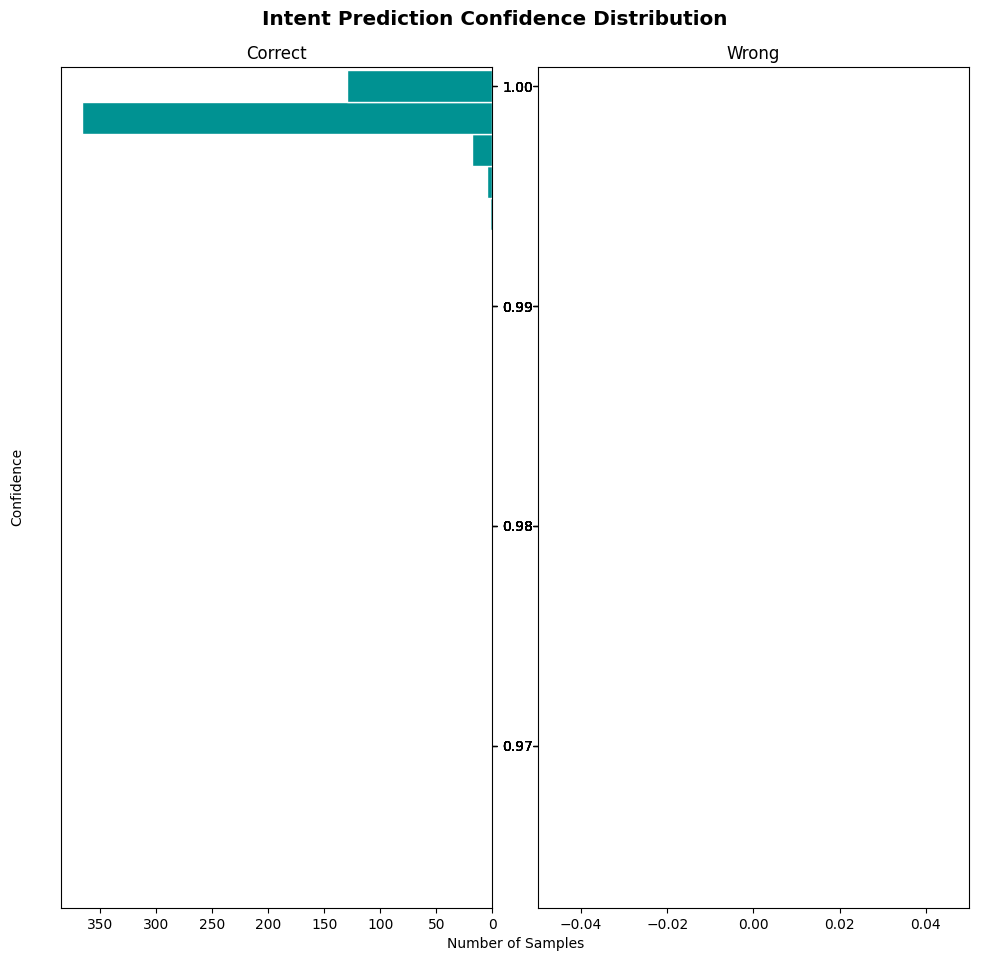 Intent Prediction Confidence Distribution
Correct
Wrong
1.00
0.99
0.98
0.97
Confidence
350 300 250 200 150 100 50 0
−0.04 −0.02 0.00 0.02 0.04
Number of Samples